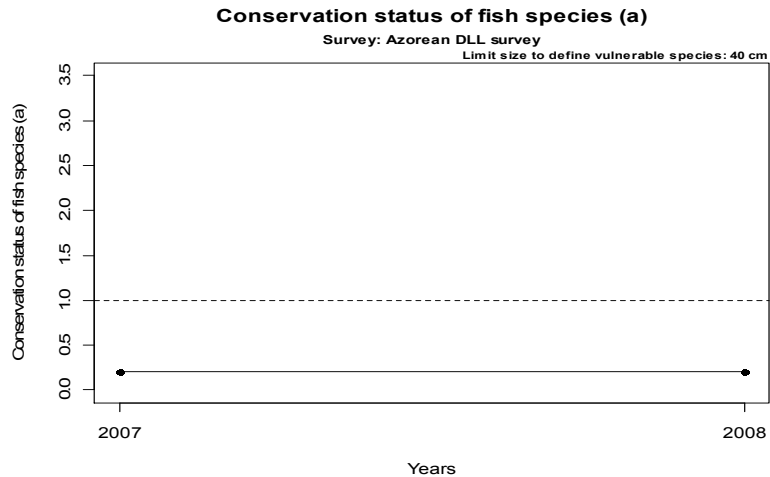 Conservation status of fish species (a)
Survey: Azorean DLL survey
Limit size to define vulnerable species: 40 cm
Conservation status of fish species (a)
3.5
3.0
2.5
2.0
1.5
1.0
0.5
0.0
2007
2008
Years